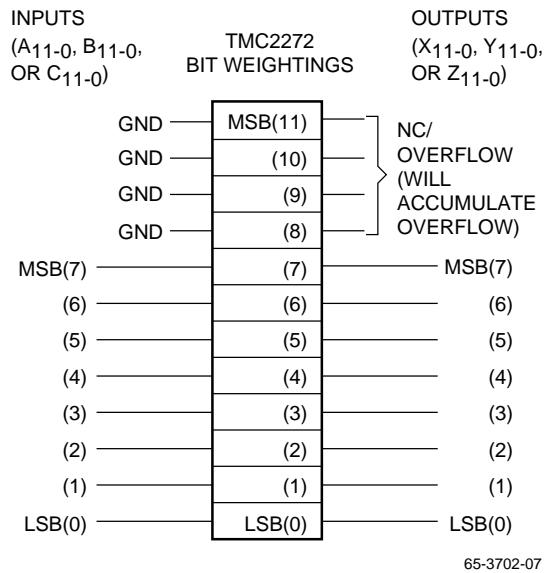 INPUTS
(A11-0, B11-0,
OR C11-0)
TMC2272
BIT WEIGHTINGS
OUTPUTS
(X11-0, Y11-0,
OR Z11-0)
GND MSB(11)
GND (10)
GND (9)
GND (8)
NC/
OVERFLOW
(WILL
ACCUMULATE
OVERFLOW)
MSB(7) (7) MSB(7)
(6) (6) (6)
(5) (5) (5)
(4) (4) (4)
(3) (3) (3)
(2) (2) (2)
(1) (1) (1)
LSB(0) LSB(0) LSB(0)
65-3702-07